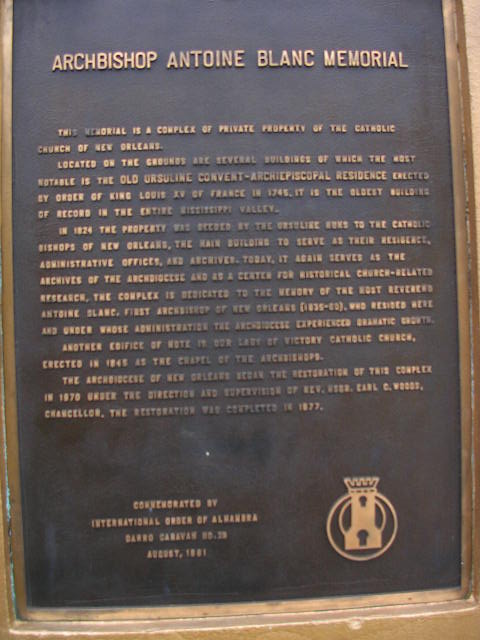 ARCHBISHOP ANTOINE BLANC MEMORIAL
THIS MEMORIAL IS A COMPLEX OF PRIVATE PROPERTY OF THE CATHOLIC
CHURCH OF NEW ORLEANS.
LOCATED ON THE GROUNDS ARE SEVERAL BUILDINGS OF WHICH THE MOST
NOTABLE IS THE OLD URSULINE CONVENT-ARCHIEPISCOPAL RESIDENCE ERECTED
BY ORDER OF KING LOUIS XV OF FRANCE IN 1745. IT IS THE OLDEST BUILDING
OF RECORD IN THE ENTIRE MISSISSIPPI VALLEY.
IN 1824 THE PROPERTY WAS DEEDED BY THE URSULINE NUNS TO THE CATHOLIC
BISHOPS OF NEW ORLEANS, THE MAIN BUILDING TO SERVE AS THEIR RESIDENCE,
ADMINISTRATIVE OFFICES, AND ARCHIVES. TODAY, IT AGAIN SERVES AS THE
ARCHIVES OF THE ARCHDIOCESE AND AS A CENTER FOR HISTORICAL CHURCH-RELATED
RESEARCH, THE COMPLEX IS DEDICATED TO THE MEMORY OF THE MOST REVEREND
ANTOINE BLANC, FIRST ARCHBISHOP OF NEW ORLEANS (1835-60), WHO RESIDED HERE
AND UNDER WHOSE ADMINISTRATION THE ARCHDIOCESE EXPERIENCED DRAMATIC GROWTH.
ANOTHER EDIFICE OF NOTE IS OUR LADY OF VICTORY CATHOLIC CHURCH,
ERECTED IN 1845 AS THE CHAPEL OF THE ARCHBISHOPS.
THE ARCHDIOCESE OF NEW ORLEANS BEGAN THE RESTORATION OF THIS COMPLEX
IN 1970 UNDER THE DIRECTION AND SUPERVISION OF REV. MSGR. EARL C. WOODS,
CHANCELLOR, THE RESTORATION WAS COMPLETED IN 1977.
COMMEMORATED BY
INTERNATIONAL ORDER OF ALHAMBRA
DARRO CARAVAN NO. 29
AUGUST, 1981